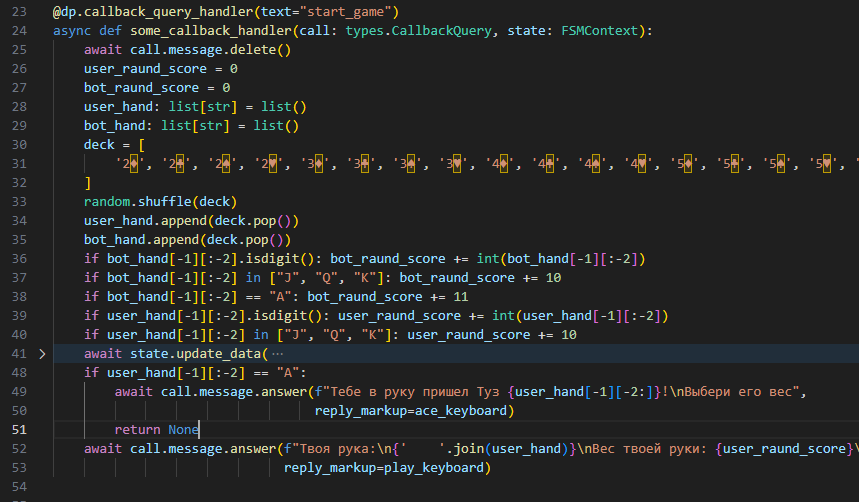 23 @dp.callback_query_handler(text="start_game")
24 async def some_callback_handler(call: types.CallbackQuery, state: FSMContext):
25     await call.message.delete()
26     user_raund_score = 0
27     bot_raund_score = 0
28     user_hand: list[str] = list()
29     bot_hand: list[str] = list()
30     deck = [
31         '2♦', '2♣', '2♠', '2♥', '3♦', '3♣', '3♠', '3♥', '4♦', '4♣', '4♠', '4♥', '5♦', '5♣', '5♠', '5♥', '
32     ]
33     random.shuffle(deck)
34     user_hand.append(deck.pop())
35     bot_hand.append(deck.pop())
36     if bot_hand[-1][:-2].isdigit(): bot_raund_score += int(bot_hand[-1][:-2])
37     if bot_hand[-1][:-2] in ["J", "Q", "K"]: bot_raund_score += 10
38     if bot_hand[-1][:-2] == "A": bot_raund_score += 11
39     if user_hand[-1][:-2].isdigit(): user_raund_score += int(user_hand[-1][:-2])
40     if user_hand[-1][:-2] in ["J", "Q", "K"]: user_raund_score += 10
41 >   await state.update_data( ⋯
48     if user_hand[-1][:-2] == "A":
49         await call.message.answer(f"Тебе в руку пришел Туз {user_hand[-1][-2:]}!\nВыбери его вес",
50                                   reply_markup=ace_keyboard)
51         return None
52     await call.message.answer(f"Твоя рука:\n{'    '.join(user_hand)}\nВес твоей руки: {user_raund_score}\
53                               reply_markup=play_keyboard)
54